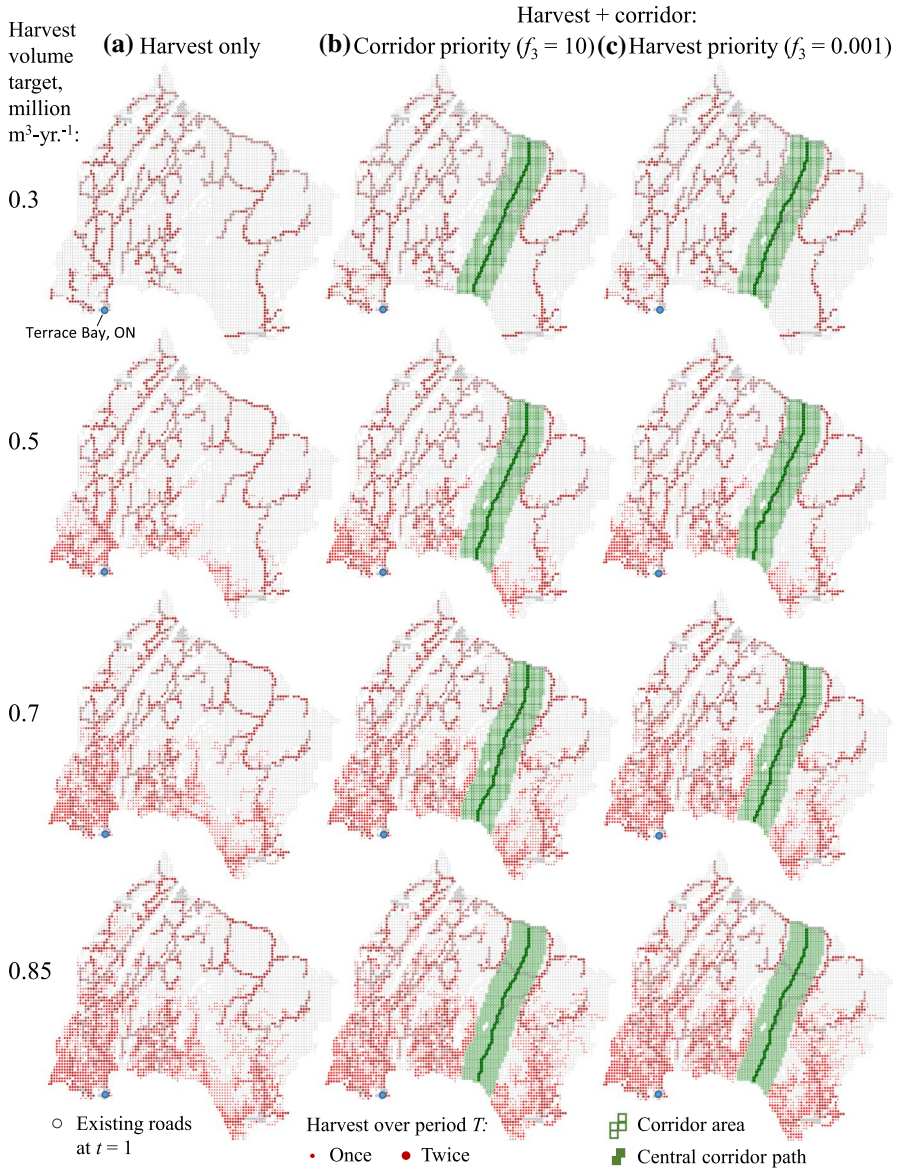 Harvest volume target, million m³-yr.⁻¹:
Harvest + corridor:
(a) Harvest only
(b) Corridor priority (f₃ = 10)
(c) Harvest priority (f₃ = 0.001)
0.3
Terrace Bay, ON
0.5
0.7
0.85
Existing roads
at t = 1
Harvest over period T:
Once
Twice
Corridor area
Central corridor path